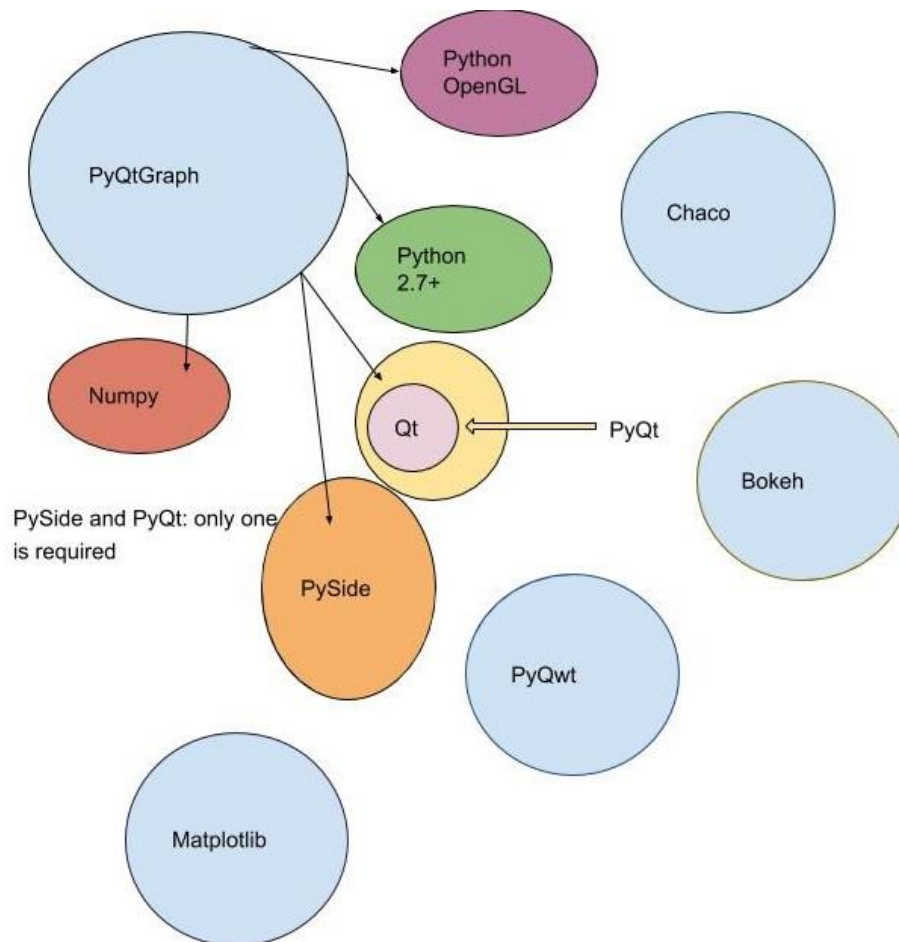 Python
OpenGL
PyQtGraph
Chaco
Python
2.7+
Numpy
Qt
PyQt
Bokeh
PySide and PyQt: only one
is required
PySide
PyQwt
Matplotlib